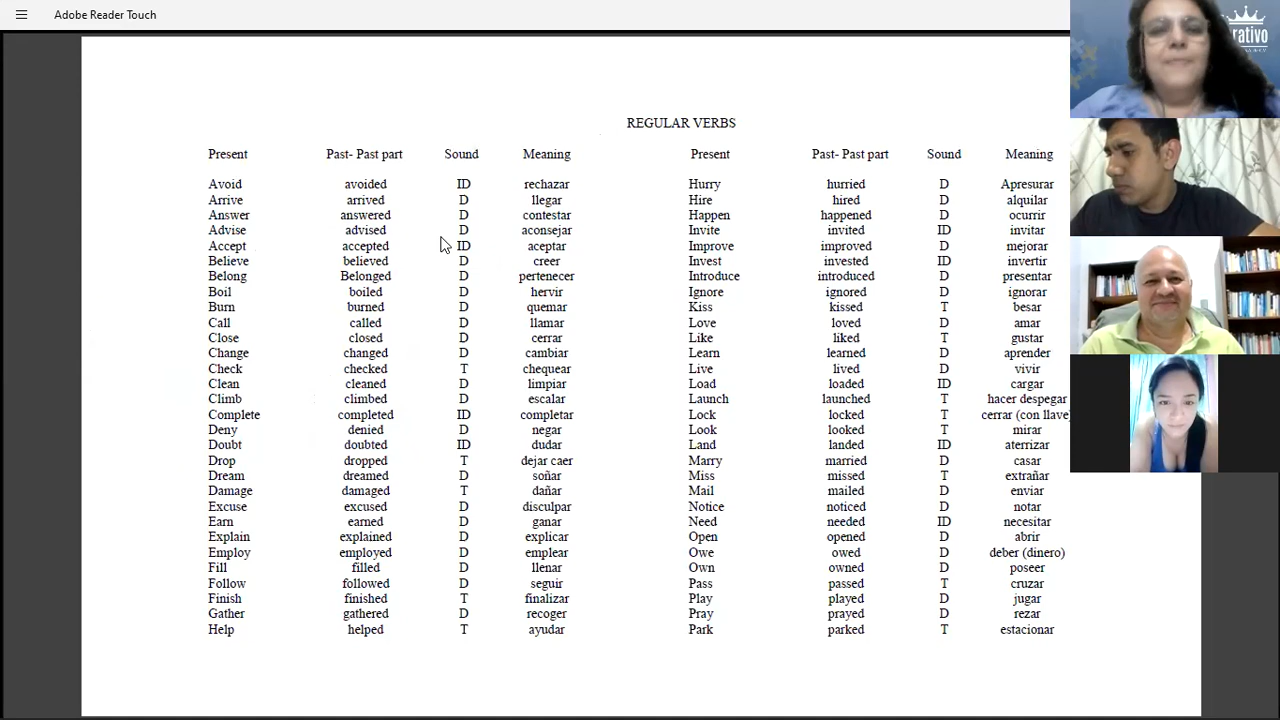 Adobe Reader Touch
rativo
REGULAR VERBS
Present Past- Past part Sound Meaning Present Past- Past part Sound Meaning
Avoid avoided ID rechazar Hurry hurried D Apresurar
Arrive arrived D llegar Hire hired D alquilar
Answer answered D contestar Happen happened D ocurrir
Advise advised D aconsejar Invite invited ID invitar
Accept accepted ID aceptar Improve improved D mejorar
Believe believed D creer Invest invested ID invertir
Belong Belonged D pertenecer Introduce introduced D presentar
Boil boiled D hervir Ignore ignored D ignorar
Burn burned D quemar Kiss kissed T besar
Call called D llamar Love loved D amar
Close closed D cerrar Like liked T gustar
Change changed D cambiar Learn learned D aprender
Check checked T chequear Live lived D vivir
Clean cleaned D limpiar Load loaded ID cargar
Climb climbed D escalar Launch launched T hacer despegar
Complete completed ID completar Lock locked T cerrar (con llave)
Deny denied D negar Look looked T mirar
Doubt doubted ID dudar Land landed ID aterrizar
Drop dropped T dejar caer Marry married D casar
Dream dreamed D soñar Miss missed T extrañar
Damage damaged T dañar Mail mailed D enviar
Excuse excused D disculpar Notice noticed D notar
Earn earned D ganar Need needed ID necesitar
Explain explained D explicar Open opened D abrir
Employ employed D emplear Owe owed D deber (dinero)
Fill filled D llenar Own owned D poseer
Follow followed D seguir Pass passed T cruzar
Finish finished T finalizar Play played D jugar
Gather gathered D recoger Pray prayed D rezar
Help helped T ayudar Park parked T estacionar